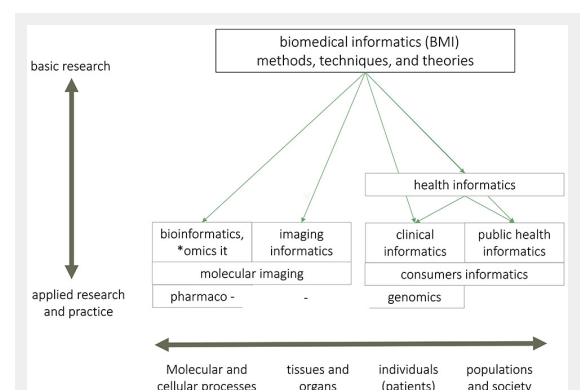 biomedical informatics (BMI)
methods, techniques, and theories
basic research
health informatics
bioinformatics,
*omics it
imaging
informatics
clinical
informatics
public health
informatics
molecular imaging
consumers informatics
applied research
and practice
pharmaco -
-
genomics
Molecular and
cellular processes
tissues and
organs
individuals
(patients)
populations
and society